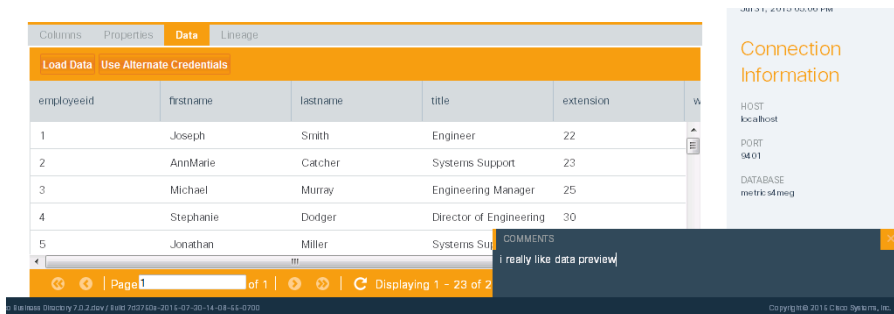 Jul 31, 2015 05:06 PM
Columns Properties Data Lineage
Load Data Use Alternate Credentials
employeeid firstname lastname title extension w
1 Joseph Smith Engineer 22
2 AnnMarie Catcher Systems Support 23
3 Michael Murray Engineering Manager 25
4 Stephanie Dodger Director of Engineering 30
5 Jonathan Miller Systems Sup
Page 1 of 1 Displaying 1 - 23 of 2
Connection
Information
HOST
localhost
PORT
9401
DATABASE
metrics4meg
COMMENTS
i really like data preview
Business Directory 7.0.2.dev / Build 7d3760s-2015-07-30-14-08-55-0700
Copyright© 2015 Cisco Systems, Inc.